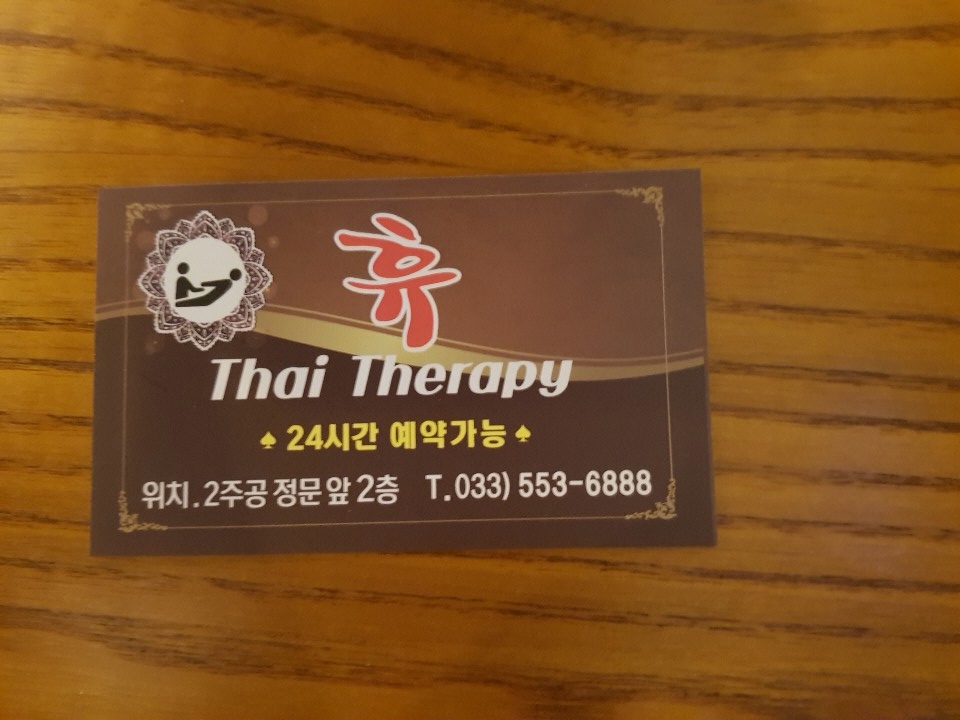 휴
Thai Therapy
♠ 24시간 예약가능 ♠
위치.2주공 정문 앞 2층 T.033) 553-6888